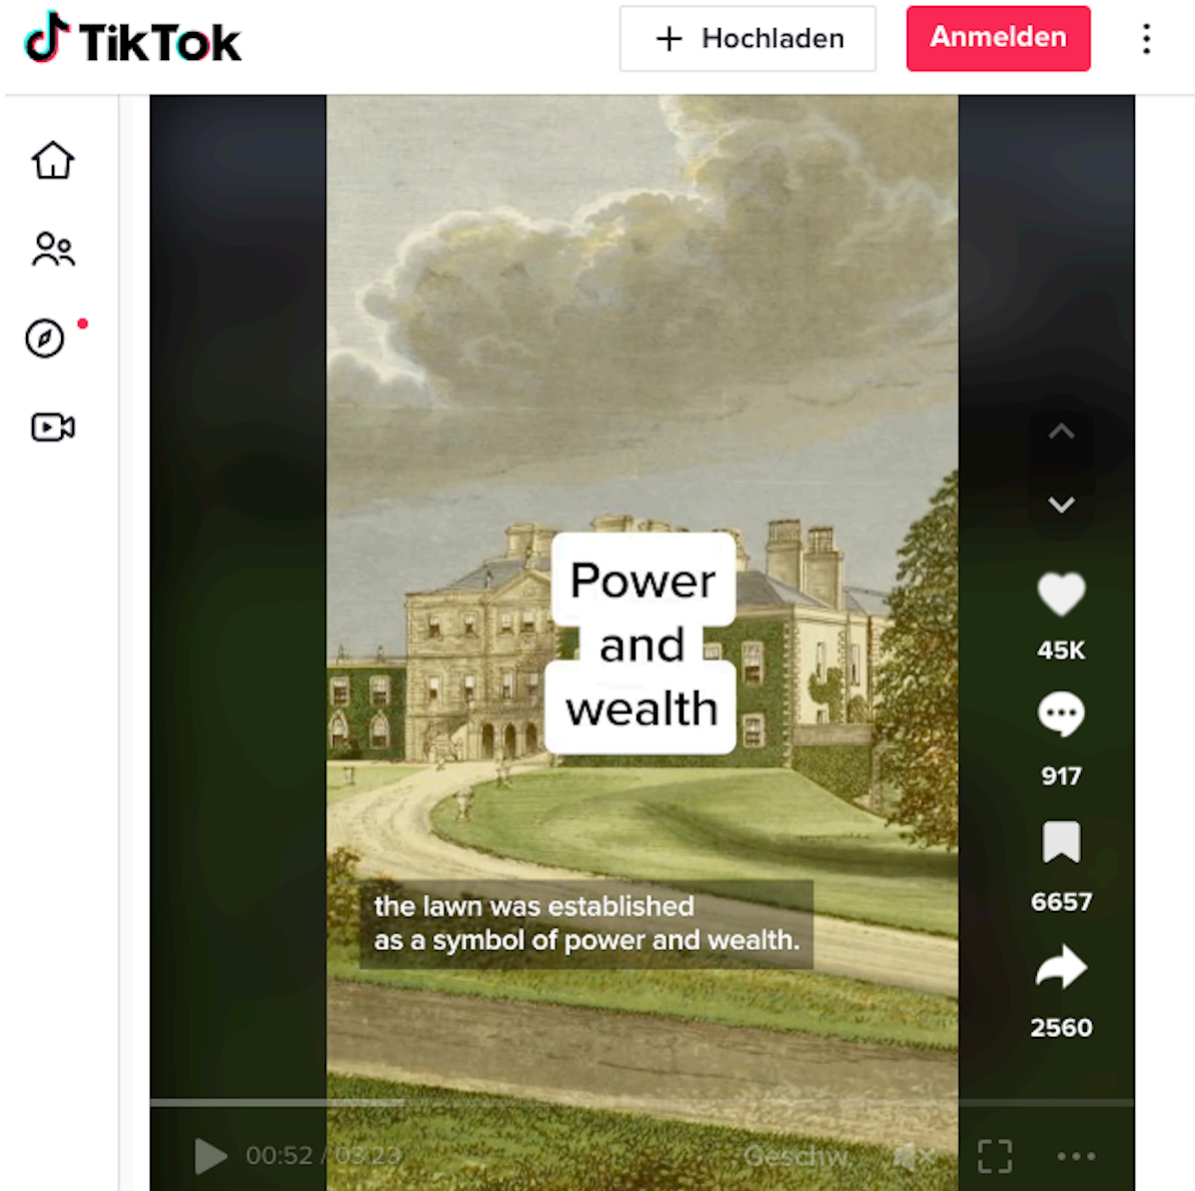 TikTok
+ Hochladen
Anmelden
Power
and
wealth
the lawn was established
as a symbol of power and wealth.
45K
917
6657
2560
00:52 / 03:23
Geschw.